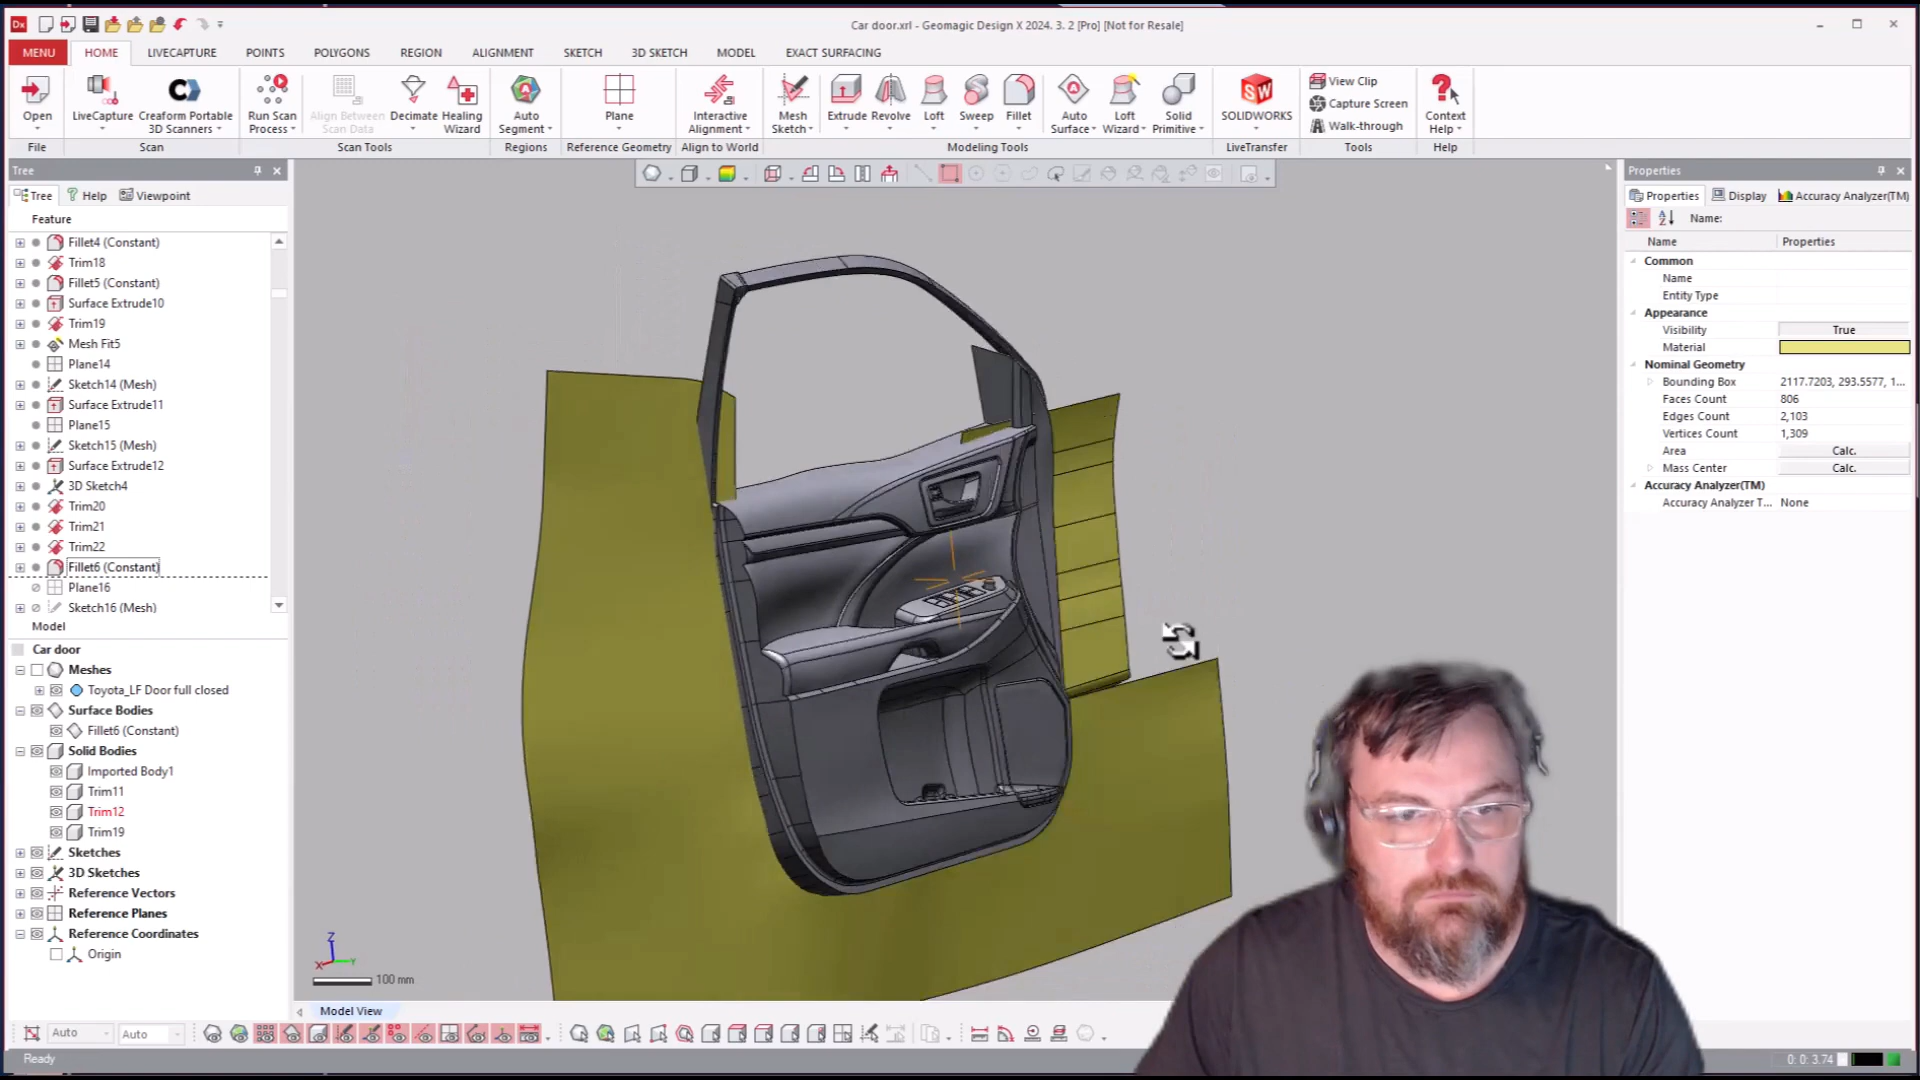 Dx
Car door.xrl - Geomagic Design X 2024. 3. 2 [Pro] [Not for Resale]
MENU HOME LIVECAPTURE POINTS POLYGONS REGION ALIGNMENT SKETCH 3D SKETCH MODEL EXACT SURFACING
Open
LiveCapture
Creaform Portable
3D Scanners
Run Scan
Process
Align Between
Scan Data
Decimate
Healing
Wizard
Auto
Segment
Plane
Interactive
Alignment
Mesh
Sketch
Extrude
Revolve
Loft
Sweep
Fillet
Auto
Surface
Loft
Wizard
Solid
Primitive
SW
SOLIDWORKS
View Clip
Capture Screen
Walk-through
Context
Help
File Scan Scan Tools Regions Reference Geometry Align to World Modeling Tools LiveTransfer Tools Help
Tree
Tree Help Viewpoint
Feature
Fillet4 (Constant)
Trim18
Fillet5 (Constant)
Surface Extrude10
Trim19
Mesh Fit5
Plane14
Sketch14 (Mesh)
Surface Extrude11
Plane15
Sketch15 (Mesh)
Surface Extrude12
3D Sketch4
Trim20
Trim21
Trim22
Fillet6 (Constant)
Plane16
Sketch16 (Mesh)
Model
Car door
Meshes
Toyota_LF Door full closed
Surface Bodies
Fillet6 (Constant)
Solid Bodies
Imported Body1
Trim11
Trim12
Trim19
Sketches
3D Sketches
Reference Vectors
Reference Planes
Reference Coordinates
Origin
Z
X
Y
100 mm
Model View
Auto
Auto
Ready
Properties
Properties Display Accuracy Analyzer(TM)
Name:
Name Properties
Common
Name
Entity Type
Appearance
Visibility True
Material
Nominal Geometry
Bounding Box 2117.7203, 293.5577, 1...
Faces Count 806
Edges Count 2,103
Vertices Count 1,309
Area Calc.
Mass Center Calc.
Accuracy Analyzer(TM)
Accuracy Analyzer T... None
0: 0: 3.74